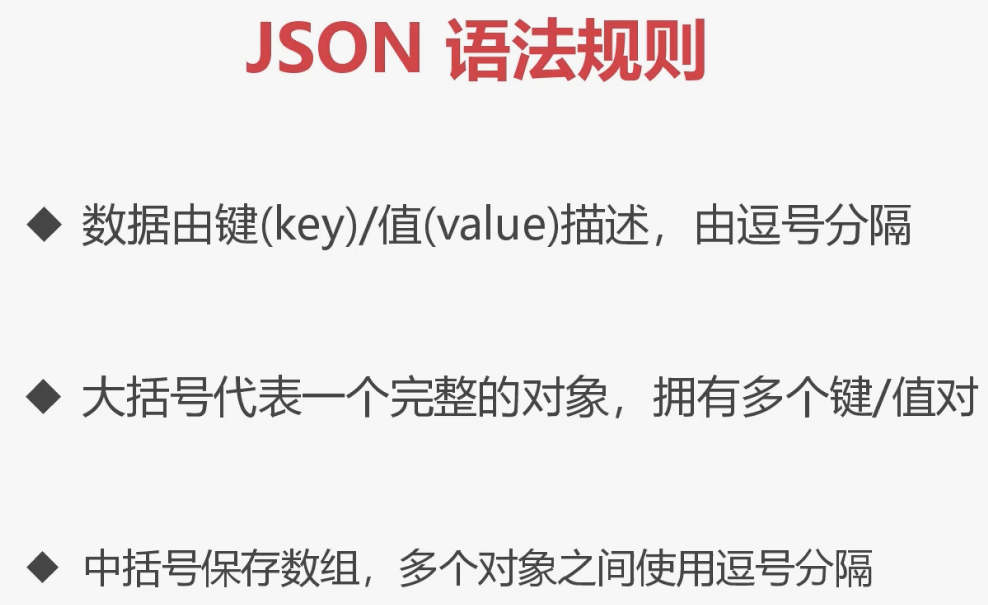 JSON 语法规则
◆ 数据由键(key)/值(value)描述，由逗号分隔
◆ 大括号代表一个完整的对象，拥有多个键/值对
◆ 中括号保存数组，多个对象之间使用逗号分隔